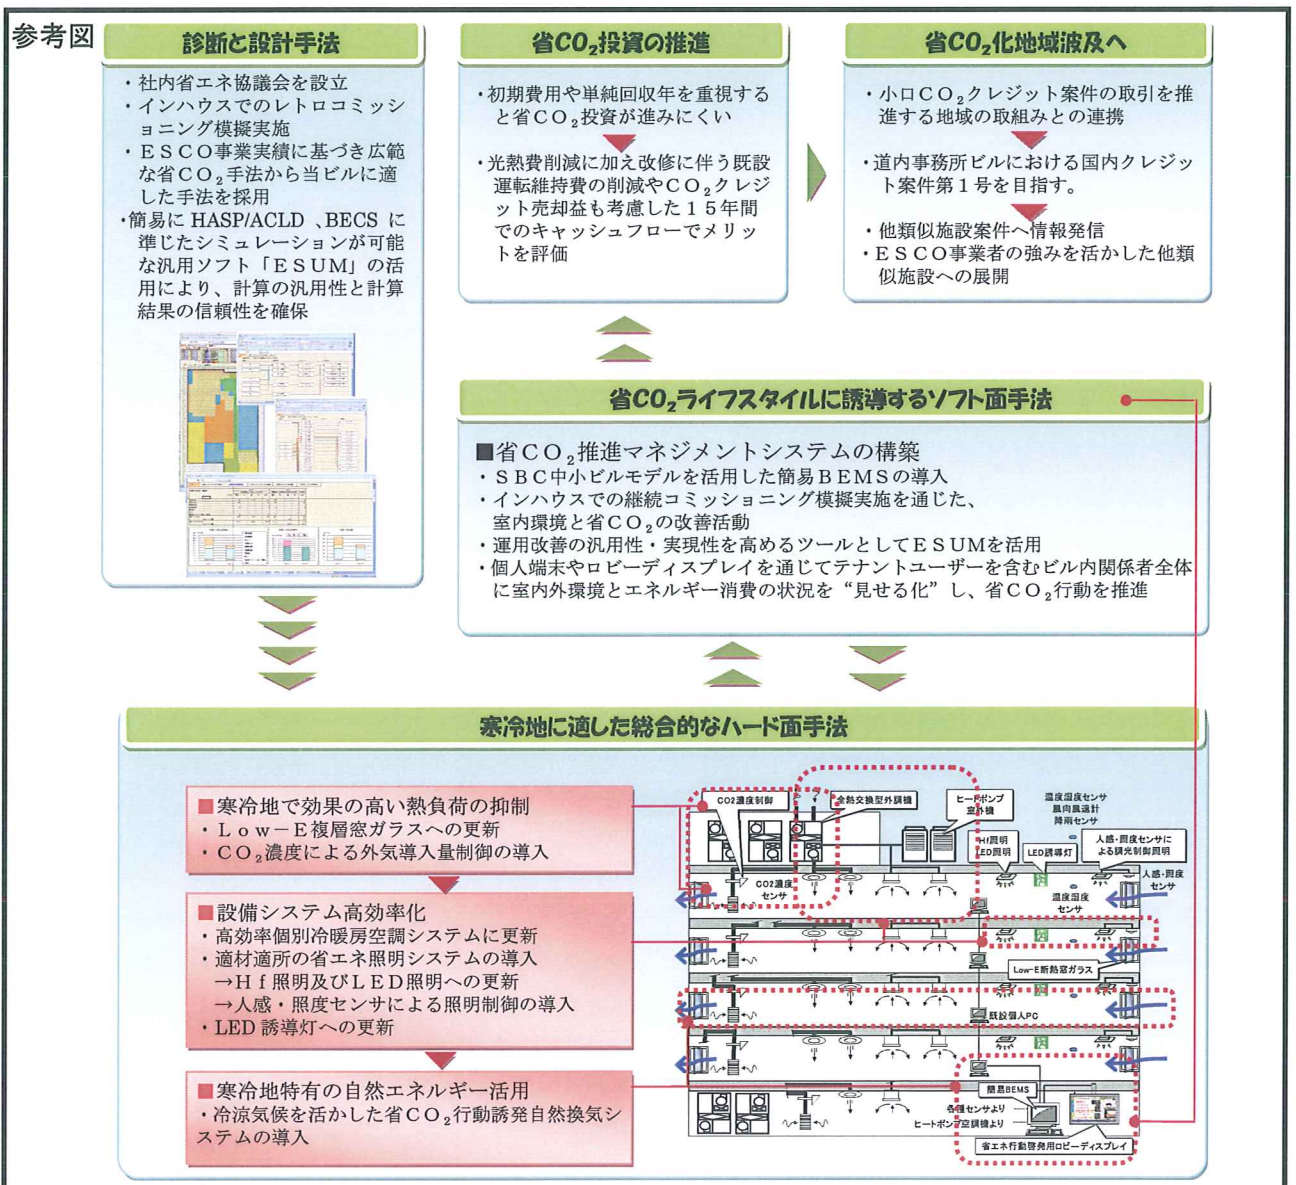 参考図
診断と設計手法
・社内省エネ協議会を設立
・インハウスでのレトロコミッシ
ョニング模擬実施
・ＥＳＣＯ事業実績に基づき広範
な省ＣＯ₂手法から当ビルに適
した手法を採用
・簡易に HASP/ACLD 、BECS に
準じたシミュレーションが可能
な汎用ソフト「ＥＳＵＭ」の活
用により、計算の汎用性と計算
結果の信頼性を確保
省CO₂投資の推進
・初期費用や単純回収年を重視する
と省ＣＯ₂投資が進みにくい
・光熱費削減に加え改修に伴う既設
運転維持費の削減やＣＯ₂クレジ
ット売却益も考慮した１５年間
でのキャッシュフローでメリッ
トを評価
省CO₂化地域波及へ
・小口ＣＯ₂クレジット案件の取引を推
進する地域の取組みとの連携
・道内事務所ビルにおける国内クレジッ
ト案件第１号を目指す。
・他類似施設案件へ情報発信
・ＥＳＣＯ事業者の強みを活かした他類
似施設への展開
省CO₂ライフスタイルに誘導するソフト面手法
■省ＣＯ₂推進マネジメントシステムの構築
・ＳＢＣ中小ビルモデルを活用した簡易ＢＥＭＳの導入
・インハウスでの継続コミッショニング模擬実施を通じた、
室内環境と省ＣＯ₂の改善活動
・運用改善の汎用性・実現性を高めるツールとしてＥＳＵＭを活用
・個人端末やロビーディスプレイを通じてテナントユーザーを含むビル内関係者全体
に室内外環境とエネルギー消費の状況を“見せる化”し、省ＣＯ₂行動を推進
寒冷地に適した総合的なハード面手法
■寒冷地で効果の高い熱負荷の抑制
・Ｌｏｗ－Ｅ複層窓ガラスへの更新
・ＣＯ₂濃度による外気導入量制御の導入
■設備システム高効率化
・高効率個別冷暖房空調システムに更新
・適材適所の省エネ照明システムの導入
→Ｈｆ照明及びＬＥＤ照明への更新
→人感・照度センサによる照明制御の導入
・LED 誘導灯への更新
■寒冷地特有の自然エネルギー活用
・冷涼気候を活かした省ＣＯ₂行動誘発自然換気シ
ステムの導入
CO2濃度制御
全熱交換型外調機
ヒートポンプ
室外機
温度湿度センサ
風向風速計
降雨センサ
Hf照明
LED照明
LED誘導灯
人感・照度センサに
よる調光制御照明
人感・照度
センサ
CO2濃度
センサ
温度湿度
センサ
Low-E断熱窓ガラス
既設個人PC
簡易BEMS
各種センサより
ヒートポンプ空調機より
省エネ行動啓発用ロビーディスプレイ